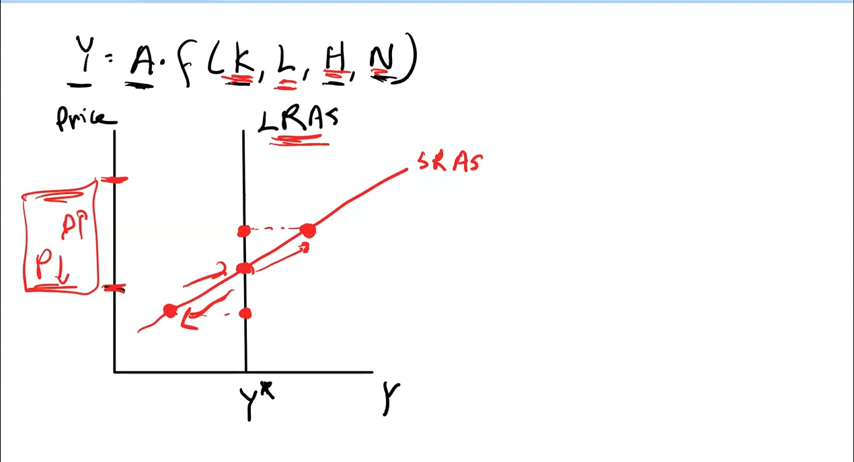 Y = A · f (K, L, H, N)
Price
LRAS
SRAS
P↑
P↓
Y*
Y